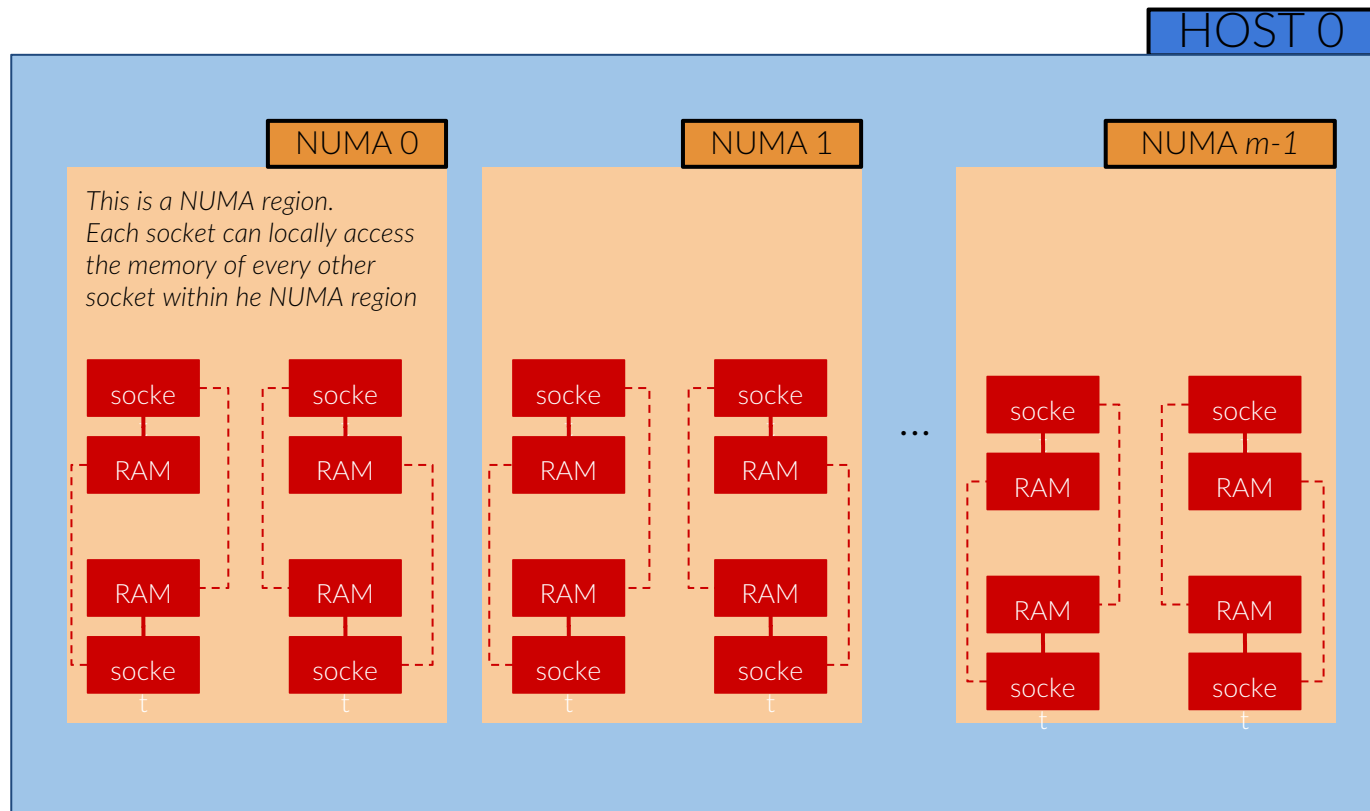 HOST 0
NUMA 0
NUMA 1
NUMA m-1
This is a NUMA region.
Each socket can locally access
the memory of every other
socket within he NUMA region
socke
socke
socke
socke
socke
socke
RAM
RAM
RAM
RAM
RAM
RAM
...
RAM
RAM
RAM
RAM
RAM
RAM
socke
t
socke
t
socke
t
socke
t
socke
t
socke
t